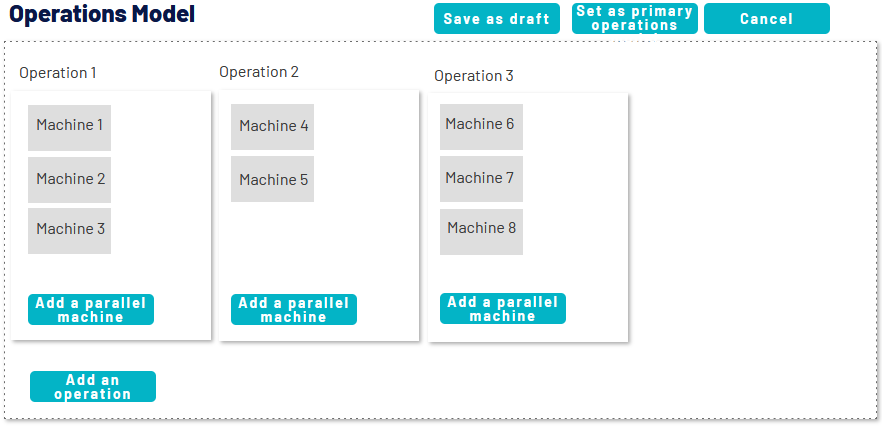 Operations Model
Save as draft
Set as primary
operations
Cancel
Operation 1
Machine 1
Machine 2
Machine 3
Add a parallel
machine
Operation 2
Machine 4
Machine 5
Add a parallel
machine
Operation 3
Machine 6
Machine 7
Machine 8
Add a parallel
machine
Add an
operation